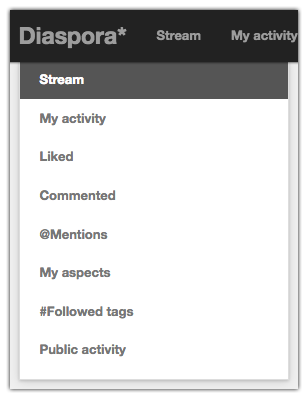 Diaspora* Stream My activity
Stream
My activity
Liked
Commented
@Mentions
My aspects
#Followed tags
Public activity